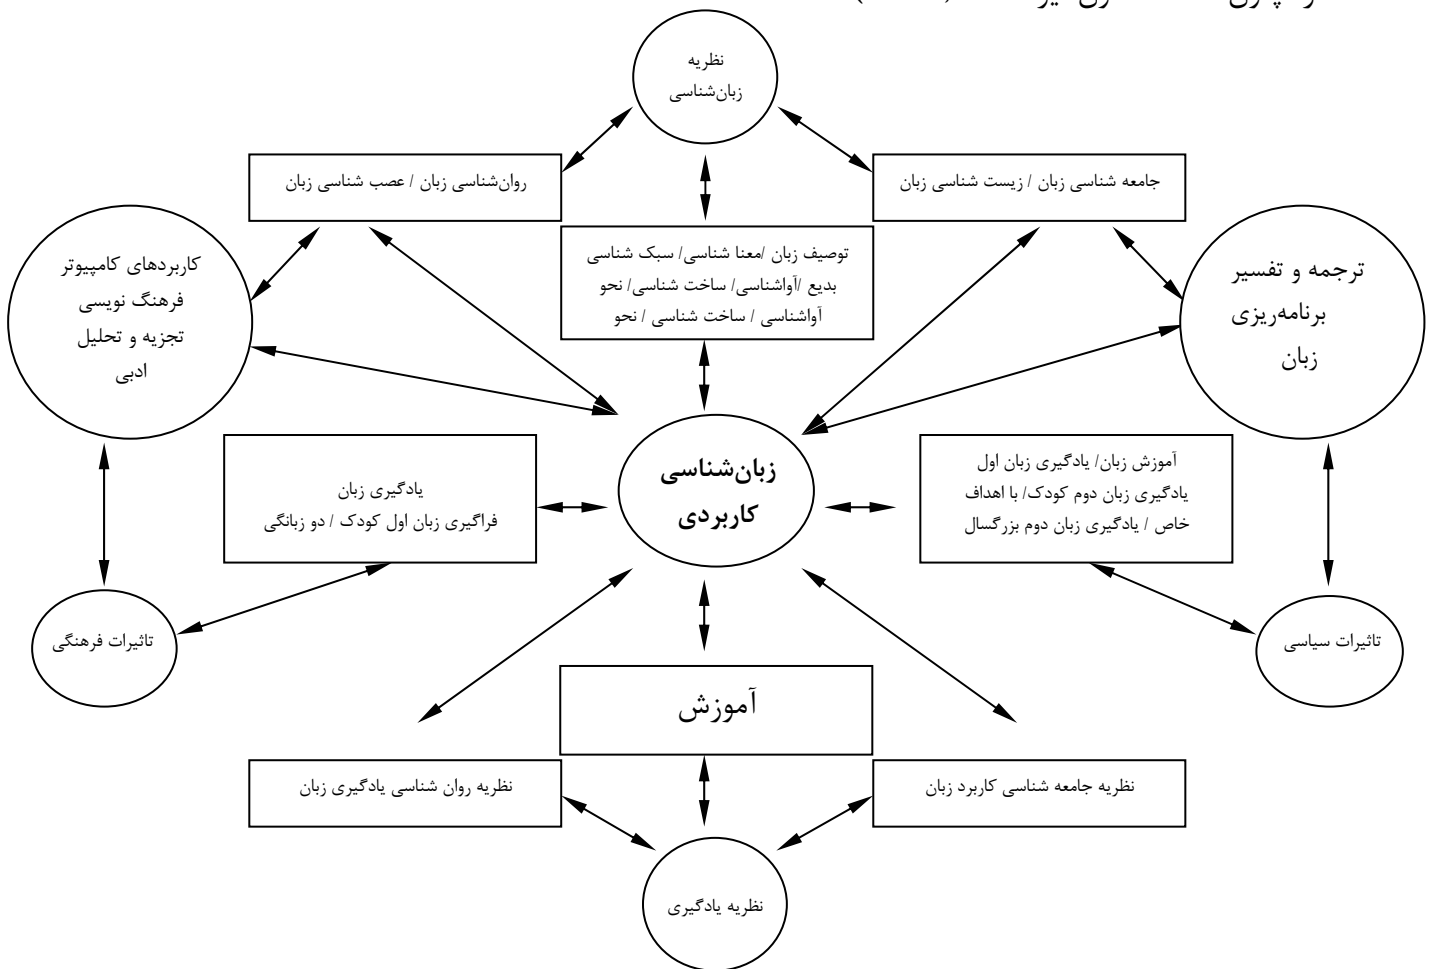 نظریه
زبان‌شناسی
جامعه شناسی زبان / زیست شناسی زبان
روان‌شناسی زبان / عصب شناسی زبان
توصیف زبان /معنا شناسی/ سبک شناسی
بدیع /آواشناسی/ ساخت شناسی/ نحو
آواشناسی / ساخت شناسی / نحو
ترجمه و تفسیر
برنامه‌ریزی
زبان
کاربردهای کامپیوتر
فرهنگ نویسی
تجزیه و تحلیل
ادبی
زبان‌شناسی
کاربردی
آموزش زبان/ یادگیری زبان اول
یادگیری زبان دوم کودک/ با اهداف
خاص / یادگیری زبان دوم بزرگسال
یادگیری زبان
فراگیری زبان اول کودک / دو زبانگی
تاثیرات سیاسی
تاثیرات فرهنگی
آموزش
نظریه جامعه شناسی کاربرد زبان
نظریه روان شناسی یادگیری زبان
نظریه یادگیری